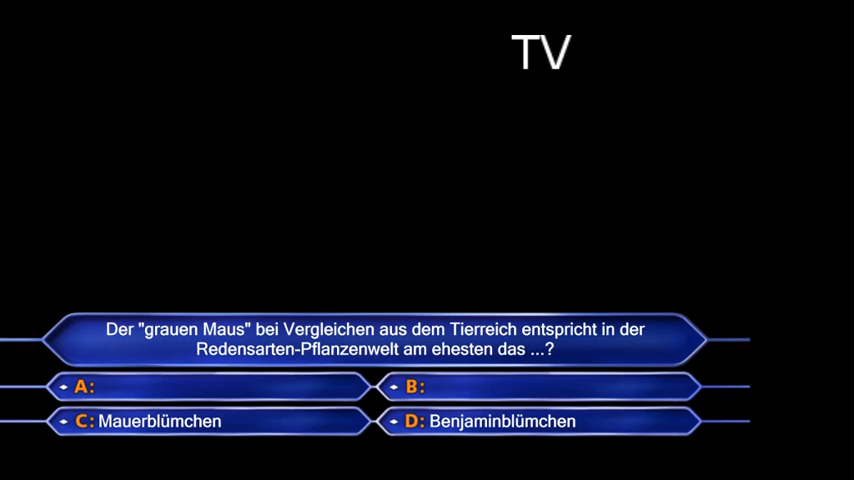 TV
Der "grauen Maus" bei Vergleichen aus dem Tierreich entspricht in der
Redensarten-Pflanzenwelt am ehesten das ...?
A:
B:
C: Mauerblümchen
D: Benjaminblümchen